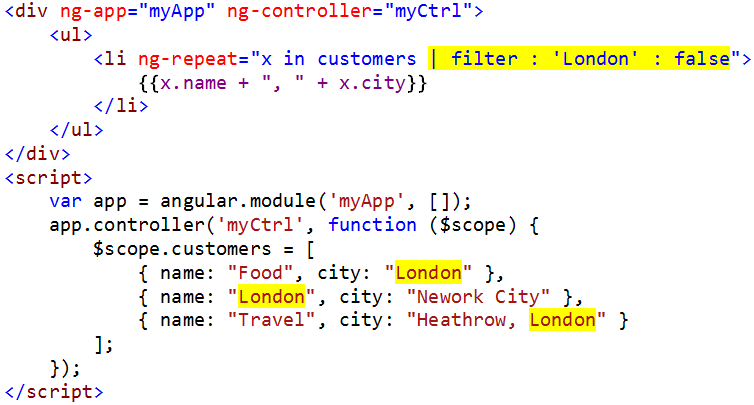 <div ng-app="myApp" ng-controller="myCtrl">
    <ul>
        <li ng-repeat="x in customers | filter : 'London' : false">
            {{x.name + ", " + x.city}}
        </li>
    </ul>
</div>
<script>
    var app = angular.module('myApp', []);
    app.controller('myCtrl', function ($scope) {
        $scope.customers = [
            { name: "Food", city: "London" },
            { name: "London", city: "Nework City" },
            { name: "Travel", city: "Heathrow, London" }
        ];
    });
</script>